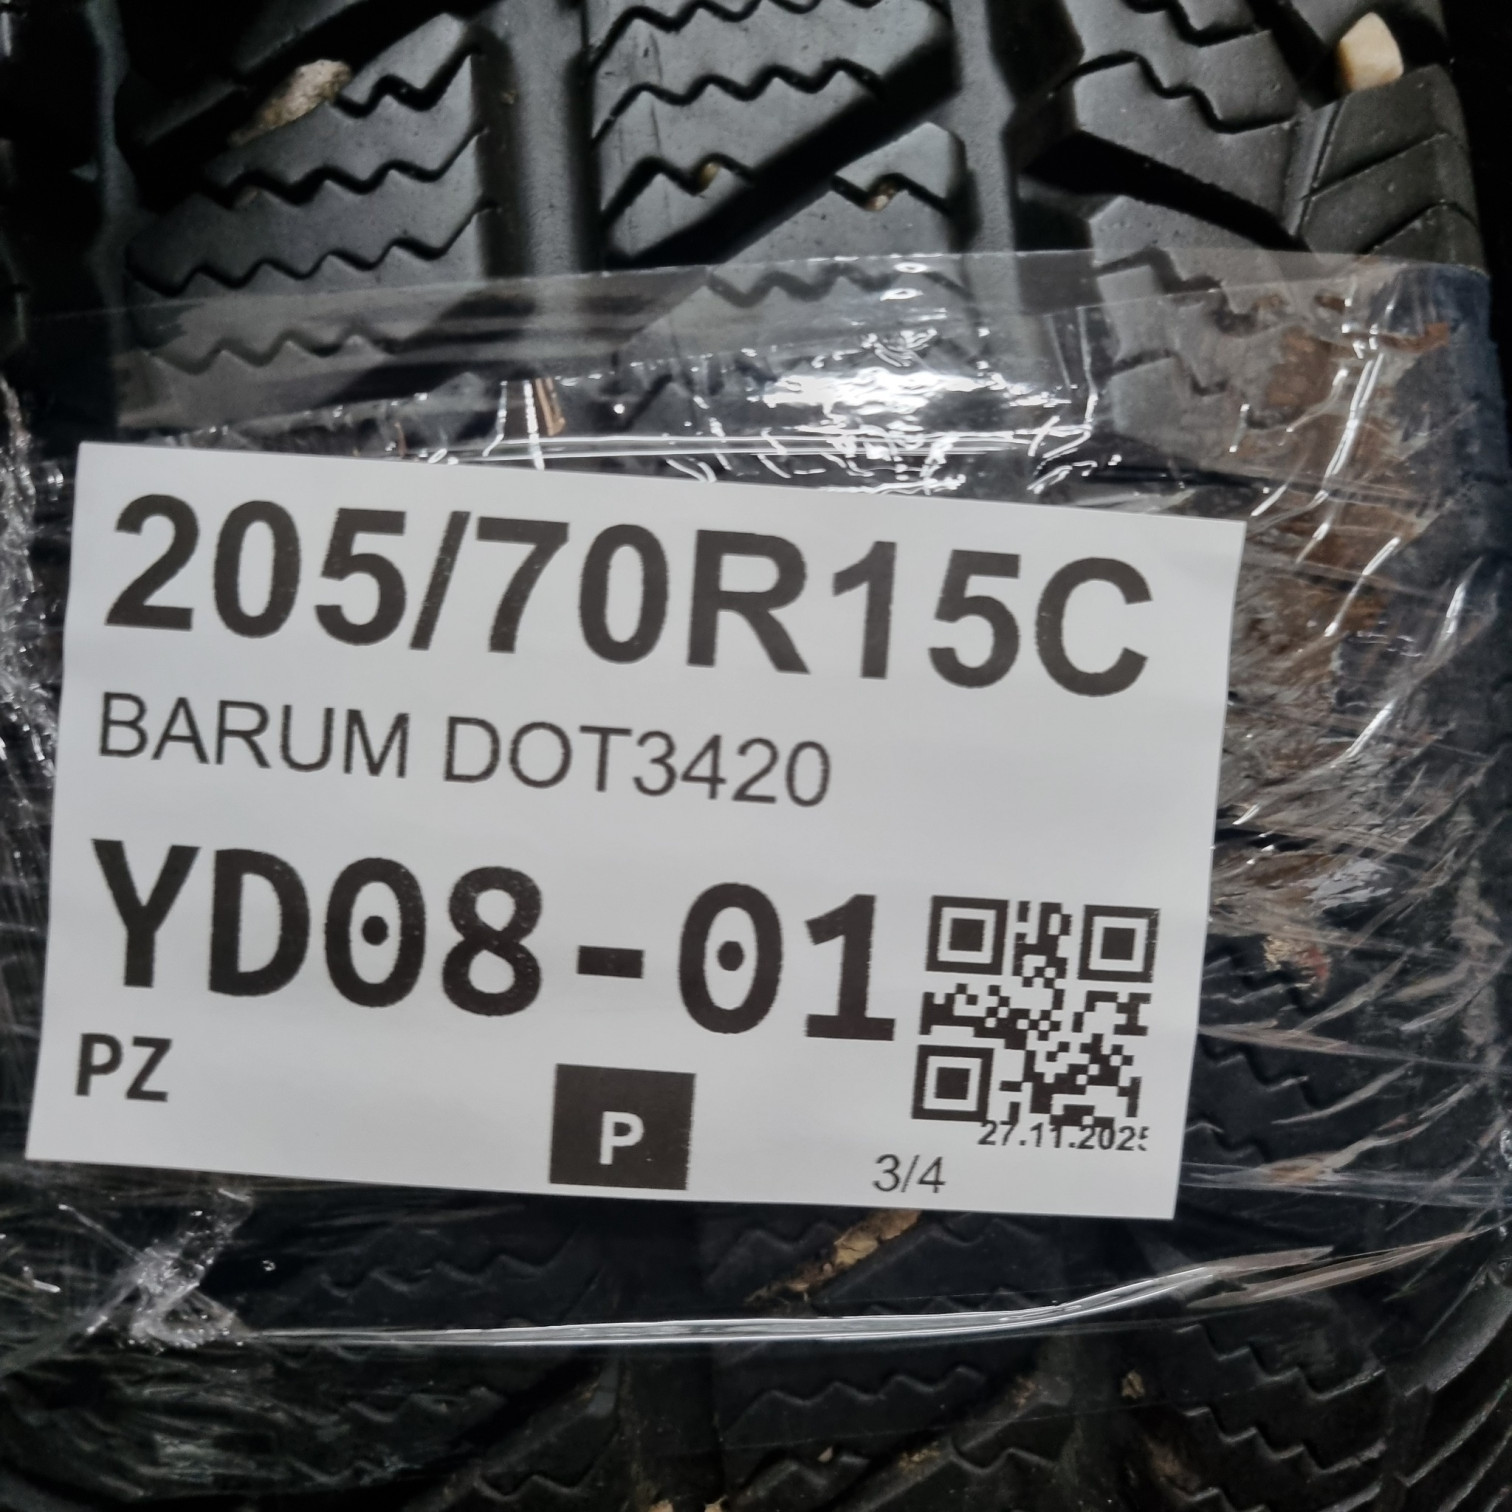 205/70R15C
BARUM DOT3420
YD08-01
PZ
P
27.11.2025
3/4